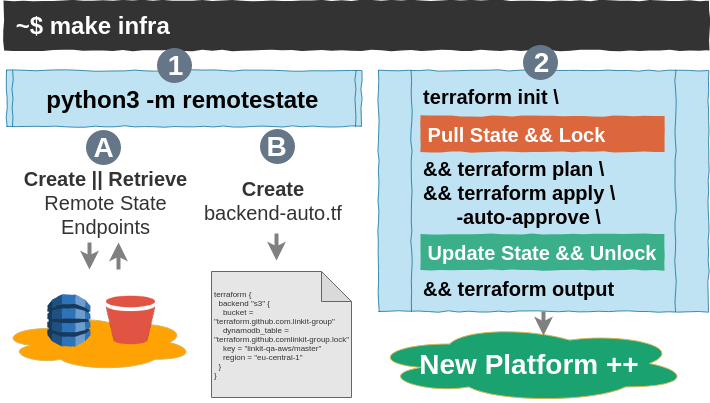 ~$ make infra
1
python3 -m remotestate
A
Create || Retrieve
Remote State
Endpoints
B
Create
backend-auto.tf
terraform {
backend "s3" {
bucket =
"terraform.github.com.linkit-group"
dynamodb_table =
"terraform.github.comlinkit-group.lock"
key = "linkit-qa-aws/master"
region = "eu-central-1"
}
}
2
terraform init \
Pull State && Lock
&& terraform plan \
&& terraform apply \
-auto-approve \
Update State && Unlock
&& terraform output
New Platform ++